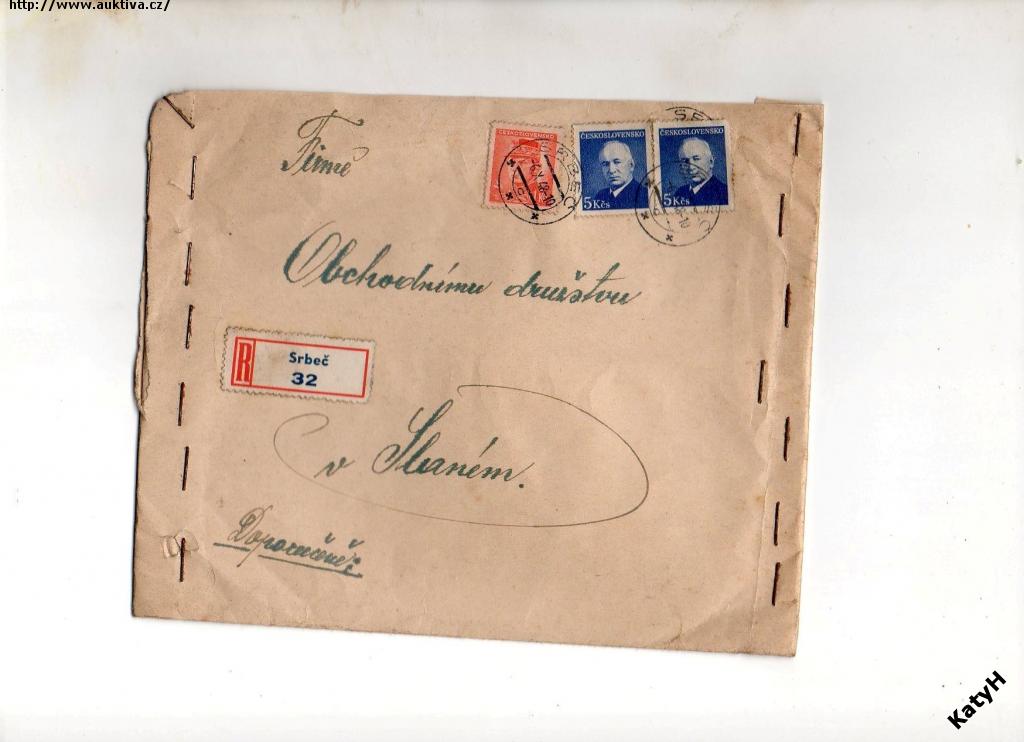 http://www.auktiva.cz/
Firmě
ČESKOSLOVENSKO
ČESKOSLOVENSKO
ČESKOSLOVENSKO
5 Kčs
5 Kčs
SRBEČ
Obchodnímu družstvu
R
Srbeč
32
v Slaném.
Doporučeně:
KatyH